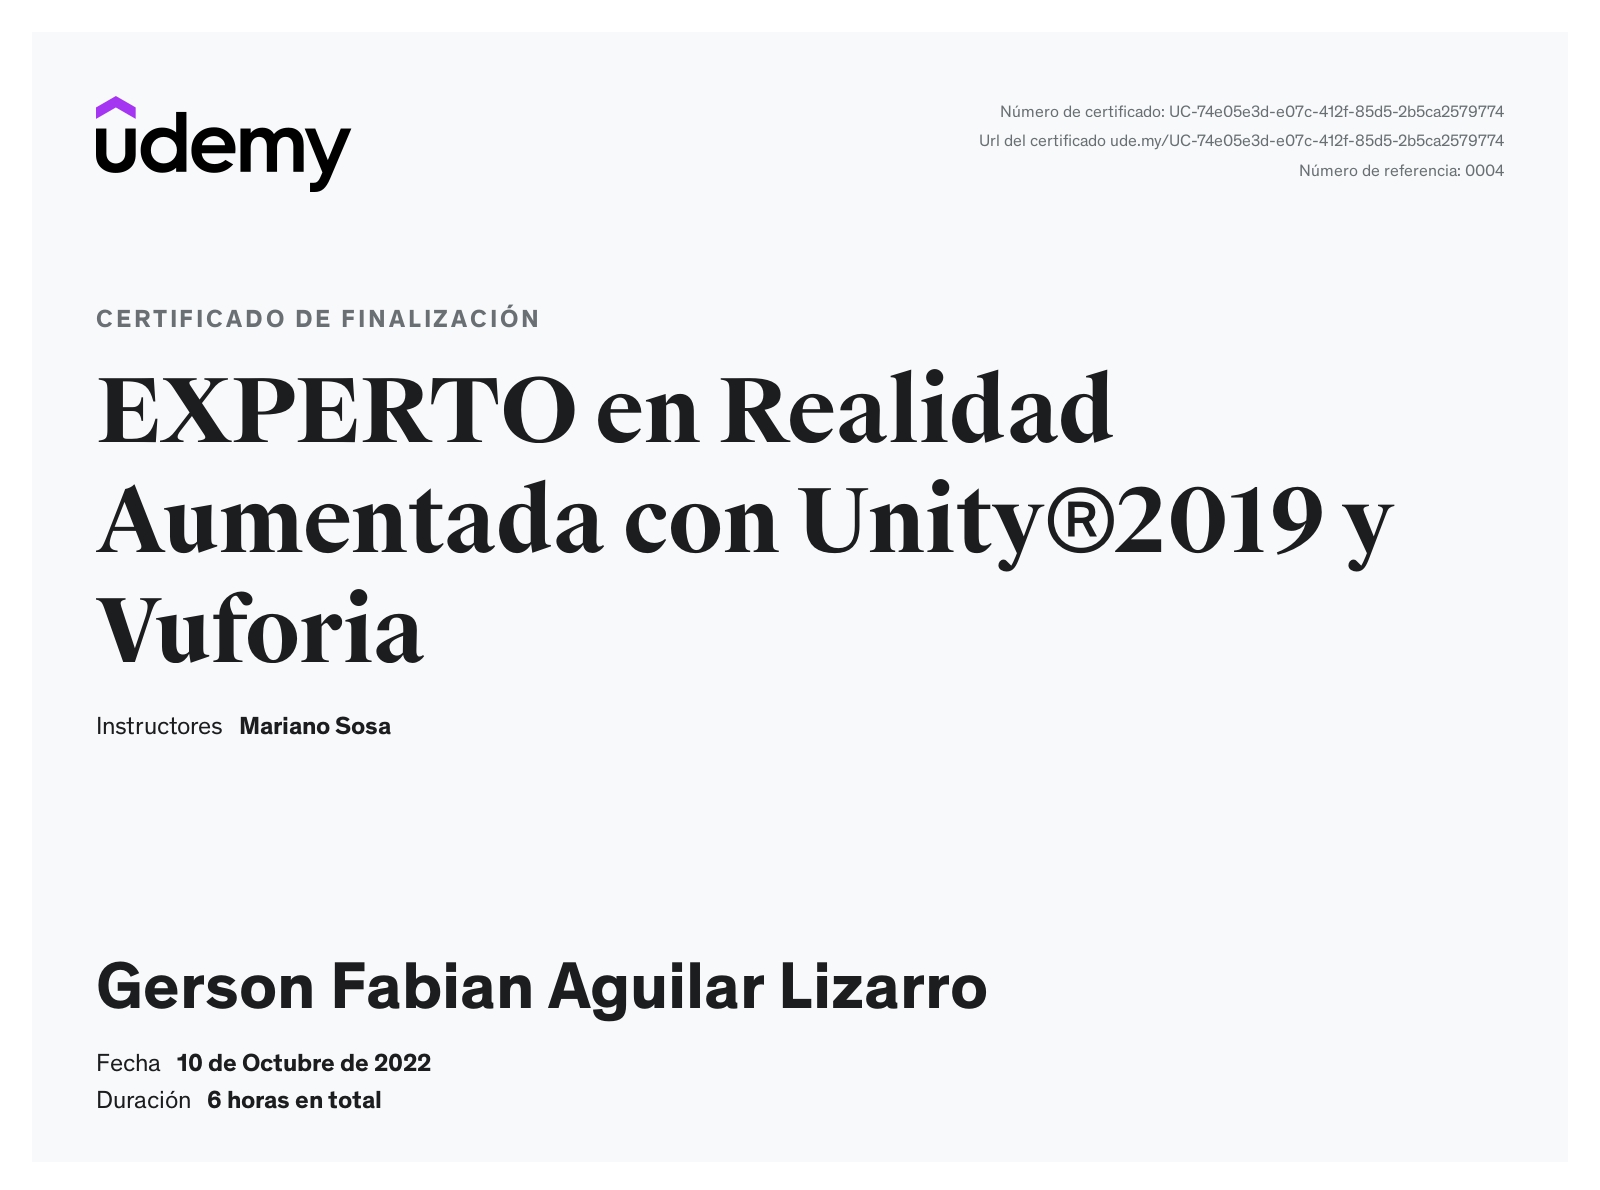 udemy
Número de certificado: UC-74e05e3d-e07c-412f-85d5-2b5ca2579774
Url del certificado ude.my/UC-74e05e3d-e07c-412f-85d5-2b5ca2579774
Número de referencia: 0004
CERTIFICADO DE FINALIZACIÓN
EXPERTO en Realidad
Aumentada con Unity®2019 y
Vuforia
Instructores Mariano Sosa
Gerson Fabian Aguilar Lizarro
Fecha 10 de Octubre de 2022
Duración 6 horas en total